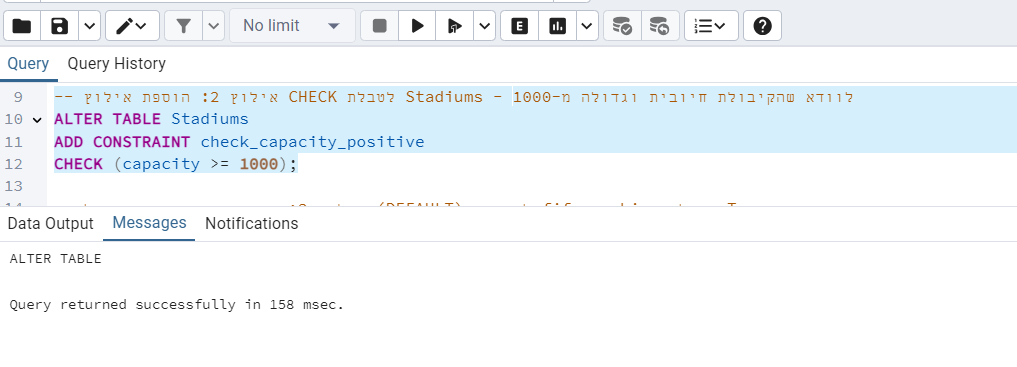 No limit
Query Query History
9 -- אילוץ 2: הוספת אילוץ CHECK לטבלת Stadiums - לוודא שהקיבולת חיובית וגדולה מ-1000
10 ALTER TABLE Stadiums
11 ADD CONSTRAINT check_capacity_positive
12 CHECK (capacity >= 1000);
13
Data Output Messages Notifications
ALTER TABLE
Query returned successfully in 158 msec.